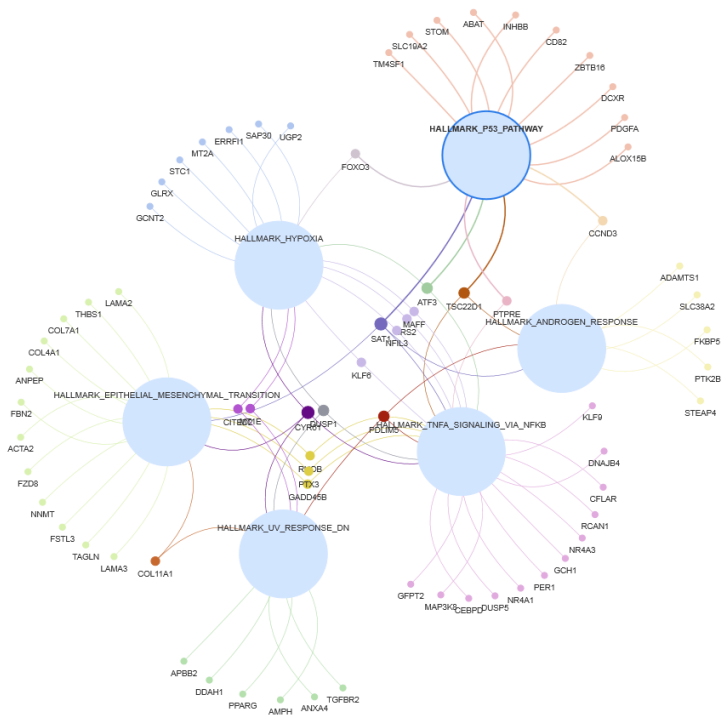 ABAT
INHBB
STOM
CD82
SLC19A2
TM4SF1
ZBTB16
DCXR
PDGFA
ALOX15B
HALLMARK_P53_PATHWAY
SAP30
UGP2
ERRFI1
MT2A
STC1
GLRX
GCNT2
FOXO3
HALLMARK_HYPOXIA
CCND3
ATF3
TSC22D1
PTPRE
MAFF
SAT1
NFIL3
KLF6
ADAMTS1
SLC38A2
FKBP5
PTK2B
STEAP4
HALLMARK_ANDROGEN_RESPONSE
LAMA2
THBS1
COL7A1
COL4A1
ANPEP
FBN2
ACTA2
FZD8
NNMT
FSTL3
TAGLN
LAMA3
HALLMARK_EPITHELIAL_MESENCHYMAL_TRANSITION
COL11A1
CYR61
DUSP1
PDLIM5
HALLMARK_TNFA_SIGNALING_VIA_NFKB
RHOB
PTX3
GADD45B
HALLMARK_UV_RESPONSE_DN
KLF9
DNAJB4
CFLAR
RCAN1
NR4A3
GCH1
PER1
NR4A1
DUSP5
CEBPD
MAP3K8
GFPT2
APBB2
DDAH1
PPARG
AMPH
ANXA4
TGFBR2